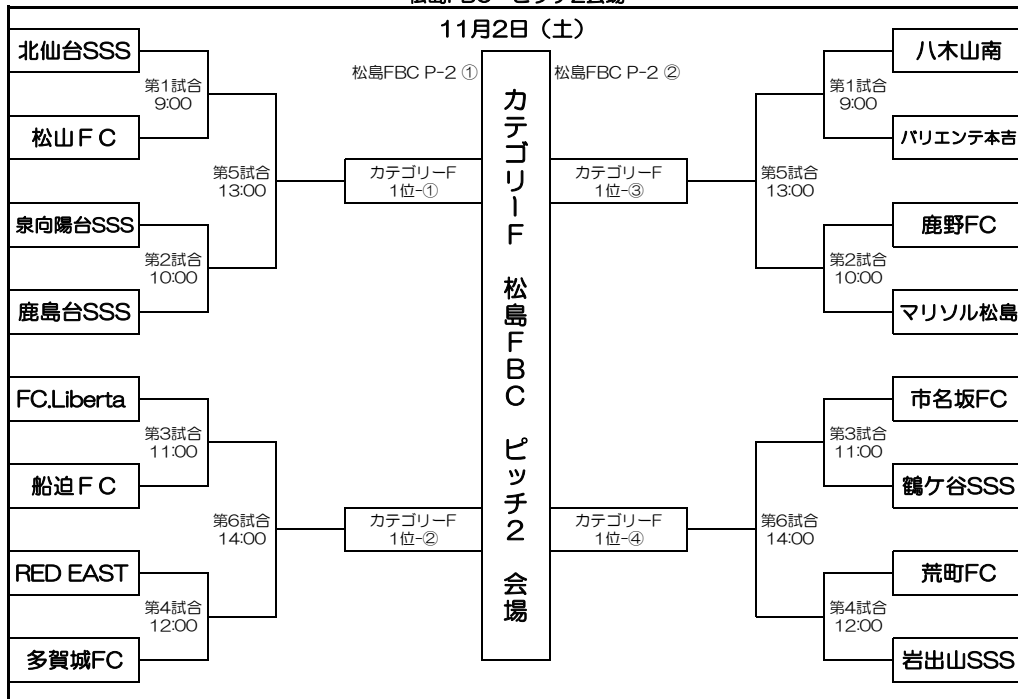 松島FBC ピッチ2会場
11月2日（土）
松島FBC P-2 ①
松島FBC P-2 ②
北仙台SSS
第1試合
9:00
松山ＦＣ
第5試合
13:00
カテゴリーF
1位-①
泉向陽台SSS
第2試合
10:00
鹿島台SSS
FC.Liberta
第3試合
11:00
船迫ＦＣ
第6試合
14:00
カテゴリーF
1位-②
RED EAST
第4試合
12:00
多賀城FC
カテゴリーF 松島FBC ピッチ2 会場
八木山南
第1試合
9:00
バリエンテ本吉
カテゴリーF
1位-③
第5試合
13:00
鹿野FC
第2試合
10:00
マリソル松島
市名坂FC
第3試合
11:00
鶴ケ谷SSS
カテゴリーF
1位-④
第6試合
14:00
荒町FC
第4試合
12:00
岩出山SSS